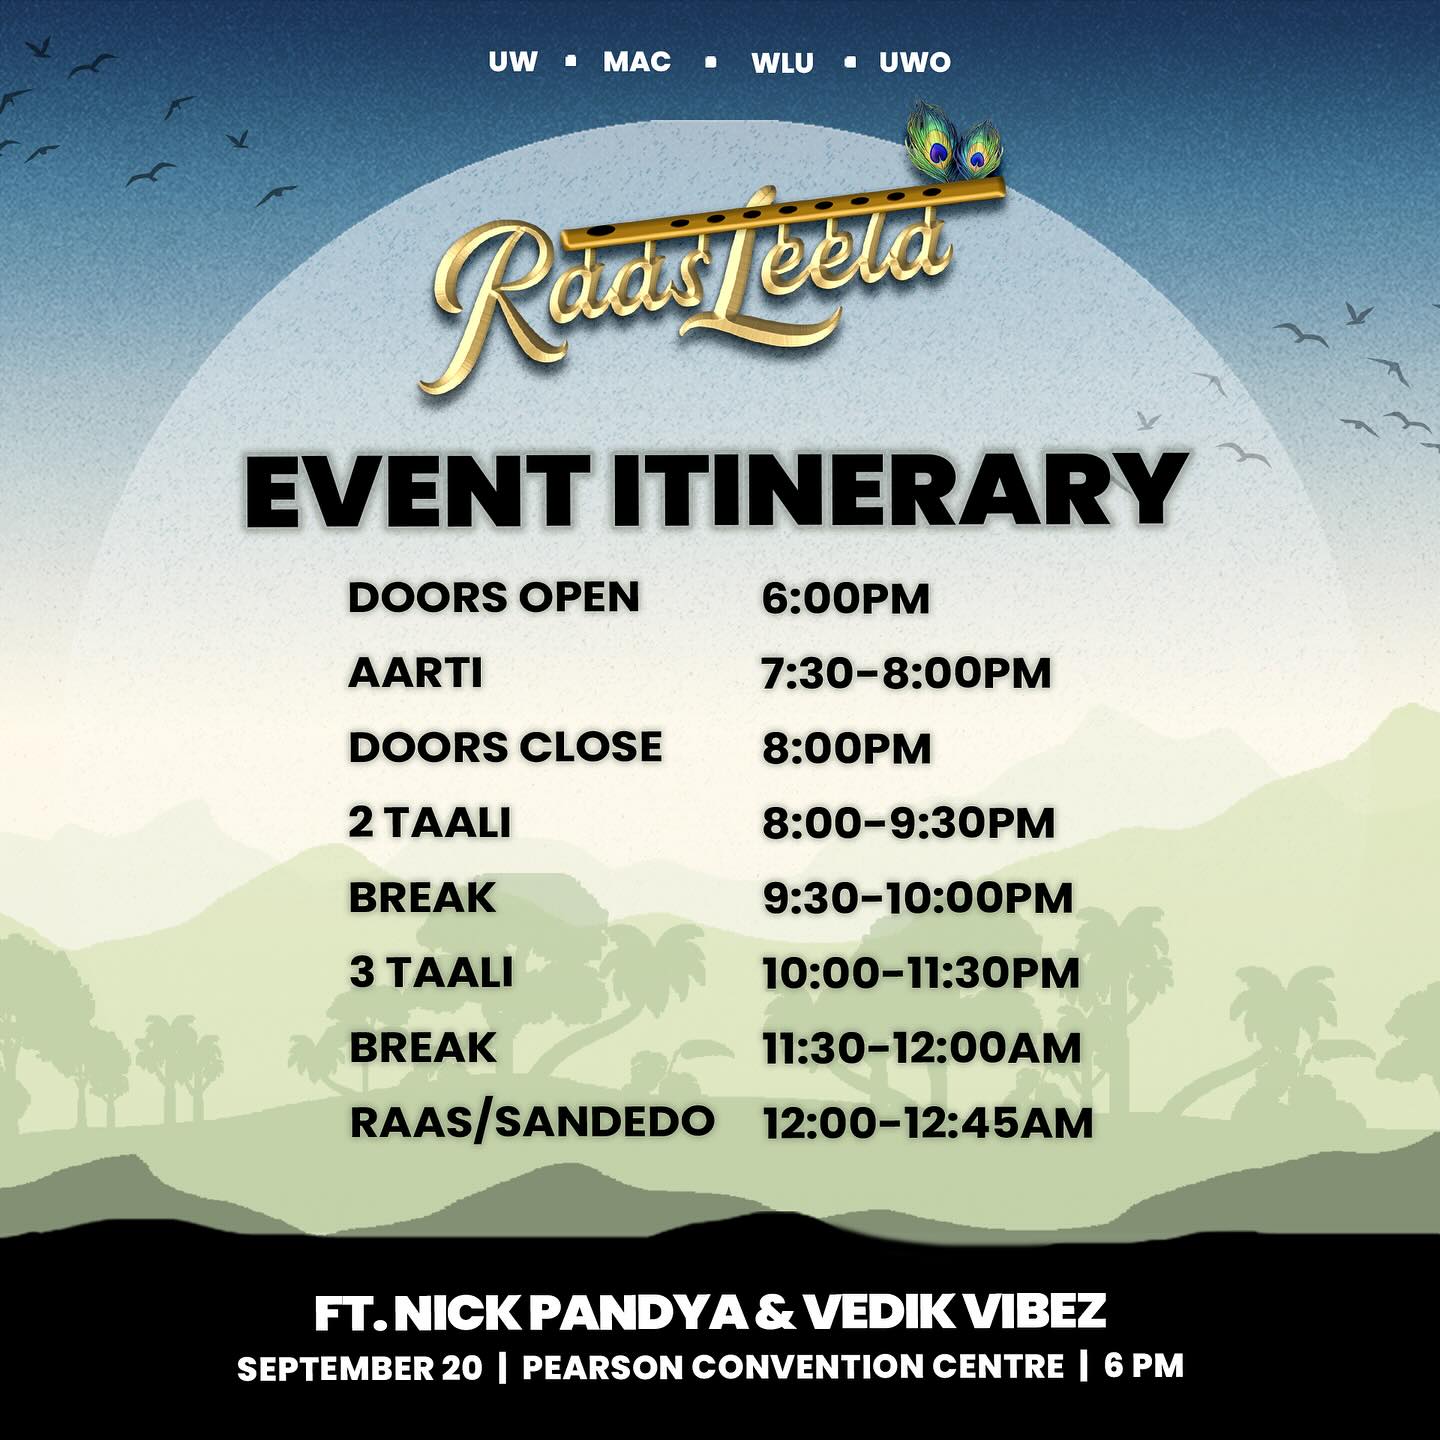 UW • MAC • WLU • UWO
RaasLeela
EVENT ITINERARY
DOORS OPEN 6:00PM
AARTI 7:30-8:00PM
DOORS CLOSE 8:00PM
2 TAALI 8:00-9:30PM
BREAK 9:30-10:00PM
3 TAALI 10:00-11:30PM
BREAK 11:30-12:00AM
RAAS/SANDEDO 12:00-12:45AM
FT. NICK PANDYA & VEDIK VIBEZ
SEPTEMBER 20 | PEARSON CONVENTION CENTRE | 6 PM